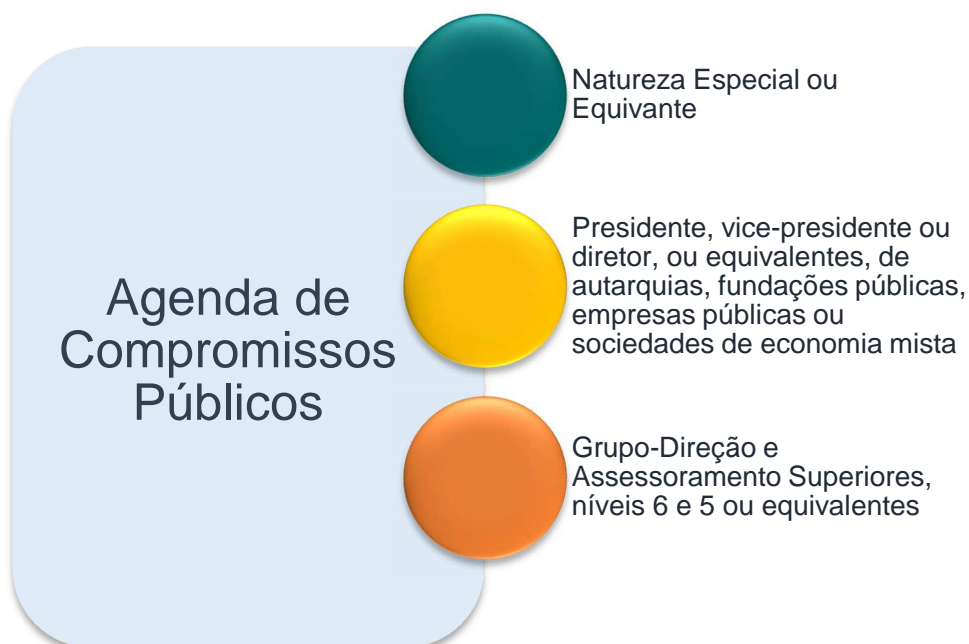 Agenda de
Compromissos
Públicos
Natureza Especial ou
Equivante
Presidente, vice-presidente ou
diretor, ou equivalentes, de
autarquias, fundações públicas,
empresas públicas ou
sociedades de economia mista
Grupo-Direção e
Assessoramento Superiores,
níveis 6 e 5 ou equivalentes